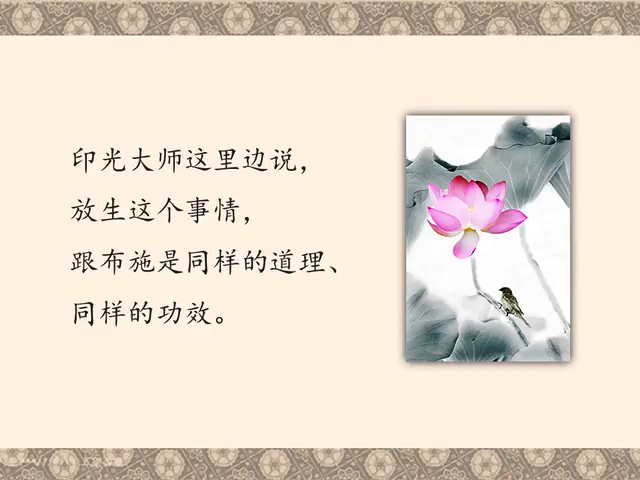 印光大师这里边说，
放生这个事情，
跟布施是同样的道理、
同样的功效。